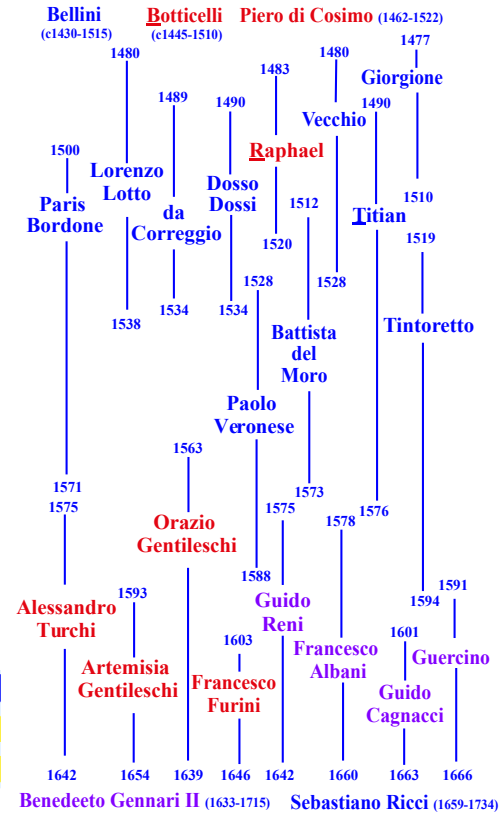 Bellini
(c1430-1515)
Botticelli
(c1445-1510)
Piero di Cosimo (1462-1522)
1477
1480
1483
1480
Giorgione
1489
1490
1490
Vecchio
1500
Raphael
Lorenzo
Lotto
Dosso
Dossi
Paris
Bordone
da
Correggio
1512
1510
Titian
1520
1519
1528
1528
1534
1534
1538
Tintoretto
Battista
del
Moro
Paolo
Veronese
1563
1571
1573
1575
1575
1576
1578
Orazio
Gentileschi
1588
1593
1594
1591
Alessandro
Turchi
Guido
Reni
1603
1601
Francesco
Albani
Guercino
Artemisia
Gentileschi
Francesco
Furini
Guido
Cagnacci
1642
1654
1639
1646
1642
1660
1663
1666
Benedeeto Gennari II (1633-1715)
Sebastiano Ricci (1659-1734)